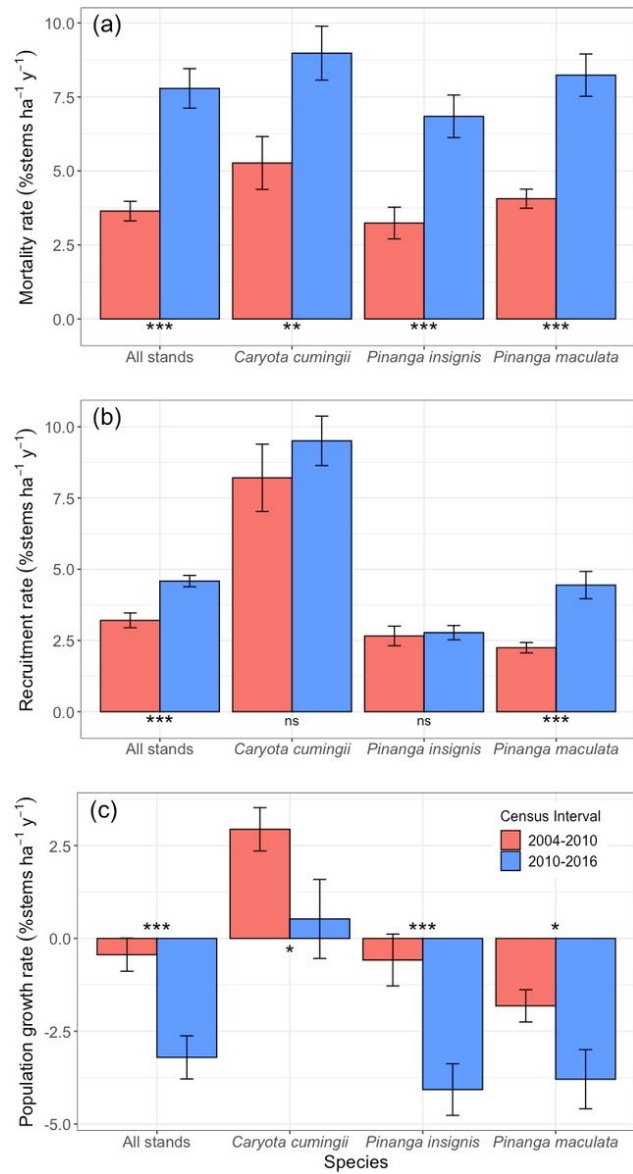 (a)
Mortality rate (%stems ha⁻¹ y⁻¹)
10.0
7.5
5.0
2.5
0.0
*** ** *** ***
All stands Caryota cumingii Pinanga insignis Pinanga maculata
(b)
Recruitment rate (%stems ha⁻¹ y⁻¹)
10.0
7.5
5.0
2.5
0.0
*** ns ns ***
All stands Caryota cumingii Pinanga insignis Pinanga maculata
(c)
Population growth rate (%stems ha⁻¹ y⁻¹)
Census Interval
2004-2010
2010-2016
2.5
0.0
-2.5
-5.0
*** * *** *
All stands Caryota cumingii Pinanga insignis Pinanga maculata
Species